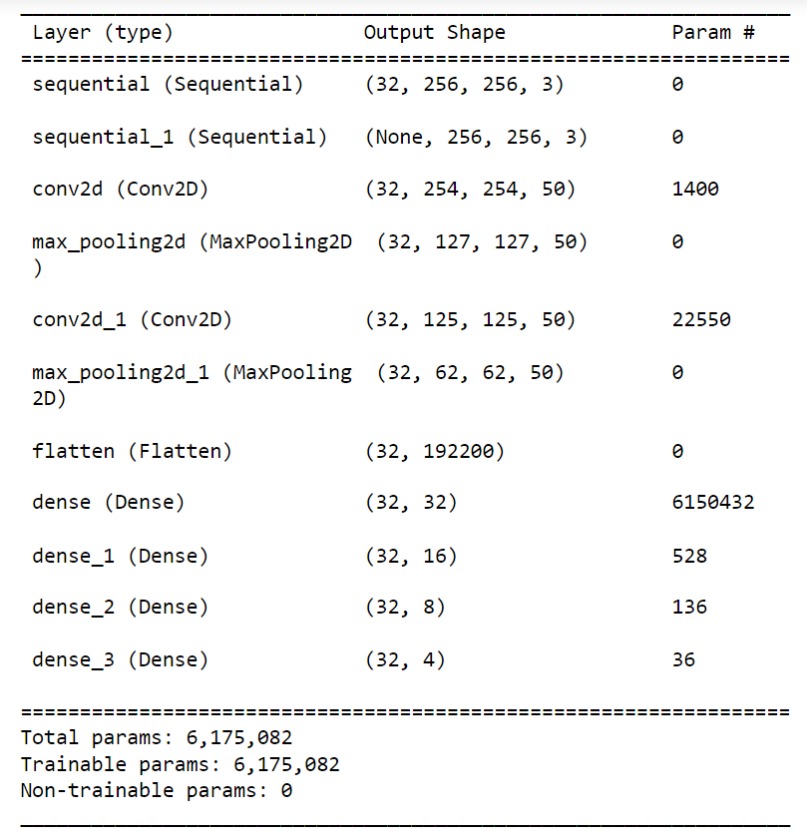 Layer (type) Output Shape Param #
=================================================================
sequential (Sequential) (32, 256, 256, 3) 0
sequential_1 (Sequential) (None, 256, 256, 3) 0
conv2d (Conv2D) (32, 254, 254, 50) 1400
max_pooling2d (MaxPooling2D (32, 127, 127, 50) 0
)
conv2d_1 (Conv2D) (32, 125, 125, 50) 22550
max_pooling2d_1 (MaxPooling (32, 62, 62, 50) 0
2D)
flatten (Flatten) (32, 192200) 0
dense (Dense) (32, 32) 6150432
dense_1 (Dense) (32, 16) 528
dense_2 (Dense) (32, 8) 136
dense_3 (Dense) (32, 4) 36
=================================================================
Total params: 6,175,082
Trainable params: 6,175,082
Non-trainable params: 0